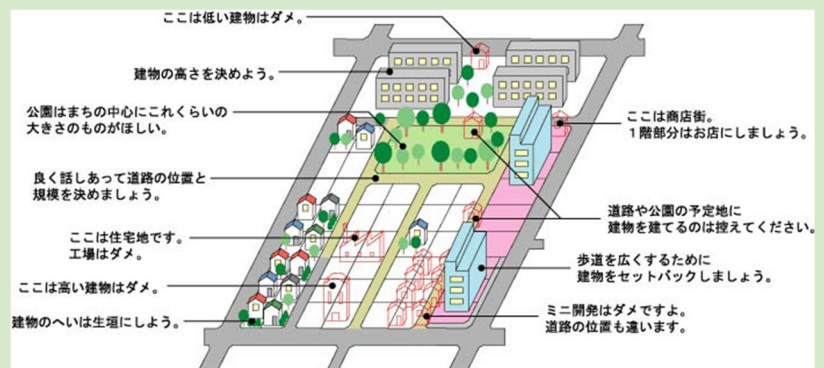 ここは低い建物はダメ。
建物の高さを決めよう。
公園はまちの中心にこれくらいの
大きさのものがほしい。
良く話しあって道路の位置と
規模を決めましょう。
ここは住宅地です。
工場はダメ。
ここは高い建物はダメ。
建物のへいは生垣にしよう。
ここは商店街。
1階部分はお店にしましょう。
道路や公園の予定地に
建物を建てるのは控えてください。
歩道を広くするために
建物をセットバックしましょう。
ミニ開発はダメですよ。
道路の位置も違います。